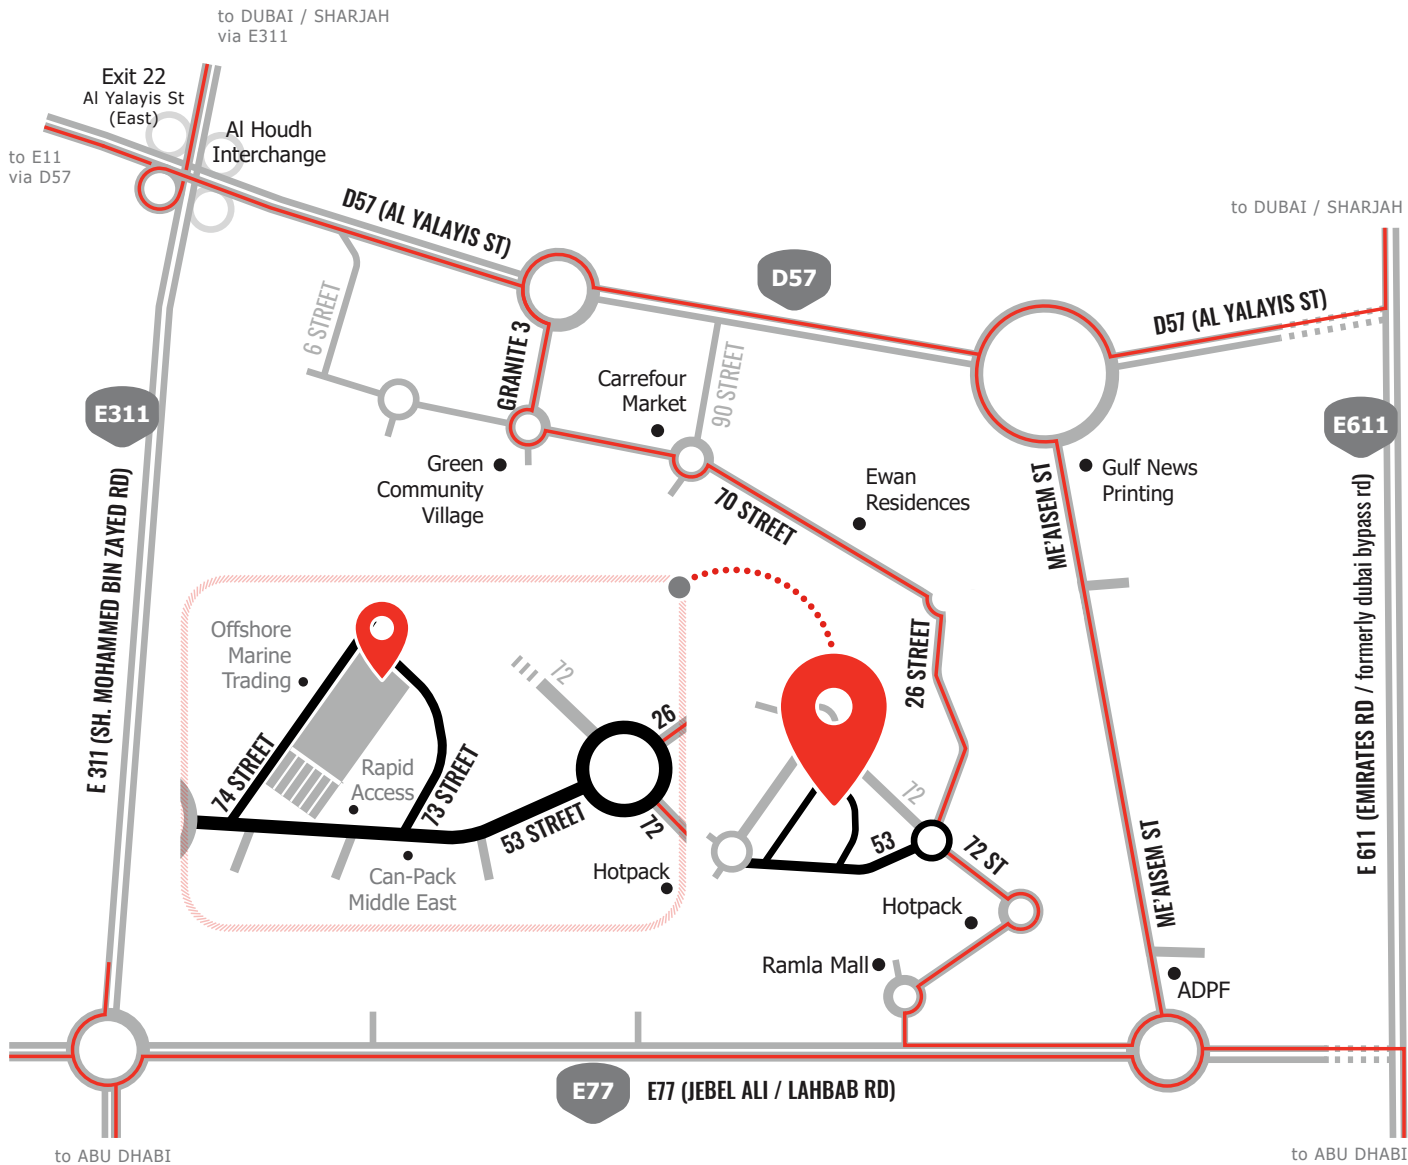 to DUBAI / SHARJAH
via E311
Exit 22
Al Yalayis St
(East)
Al Houdh
Interchange
to E11
via D57
D57 (AL YALAYIS ST)
to DUBAI / SHARJAH
D57
D57 (AL YALAYIS ST)
6 STREET
GRANITE 3
Carrefour
Market
90 STREET
E311
E611
Green
Community
Village
Ewan
Residences
ME'AISEM ST
Gulf News
Printing
70 STREET
E 311 (SH. MOHAMMED BIN ZAYED RD)
E 611 (EMIRATES RD / formerly dubai bypass rd)
Offshore
Marine
Trading
26 STREET
72
26
74 STREET
Rapid
Access
73 STREET
53 STREET
72
Can-Pack
Middle East
Hotpack
72
53
72 ST
Hotpack
ME'AISEM ST
Ramla Mall
ADPF
E77
E77 (JEBEL ALI / LAHBAB RD)
to ABU DHABI
to ABU DHABI